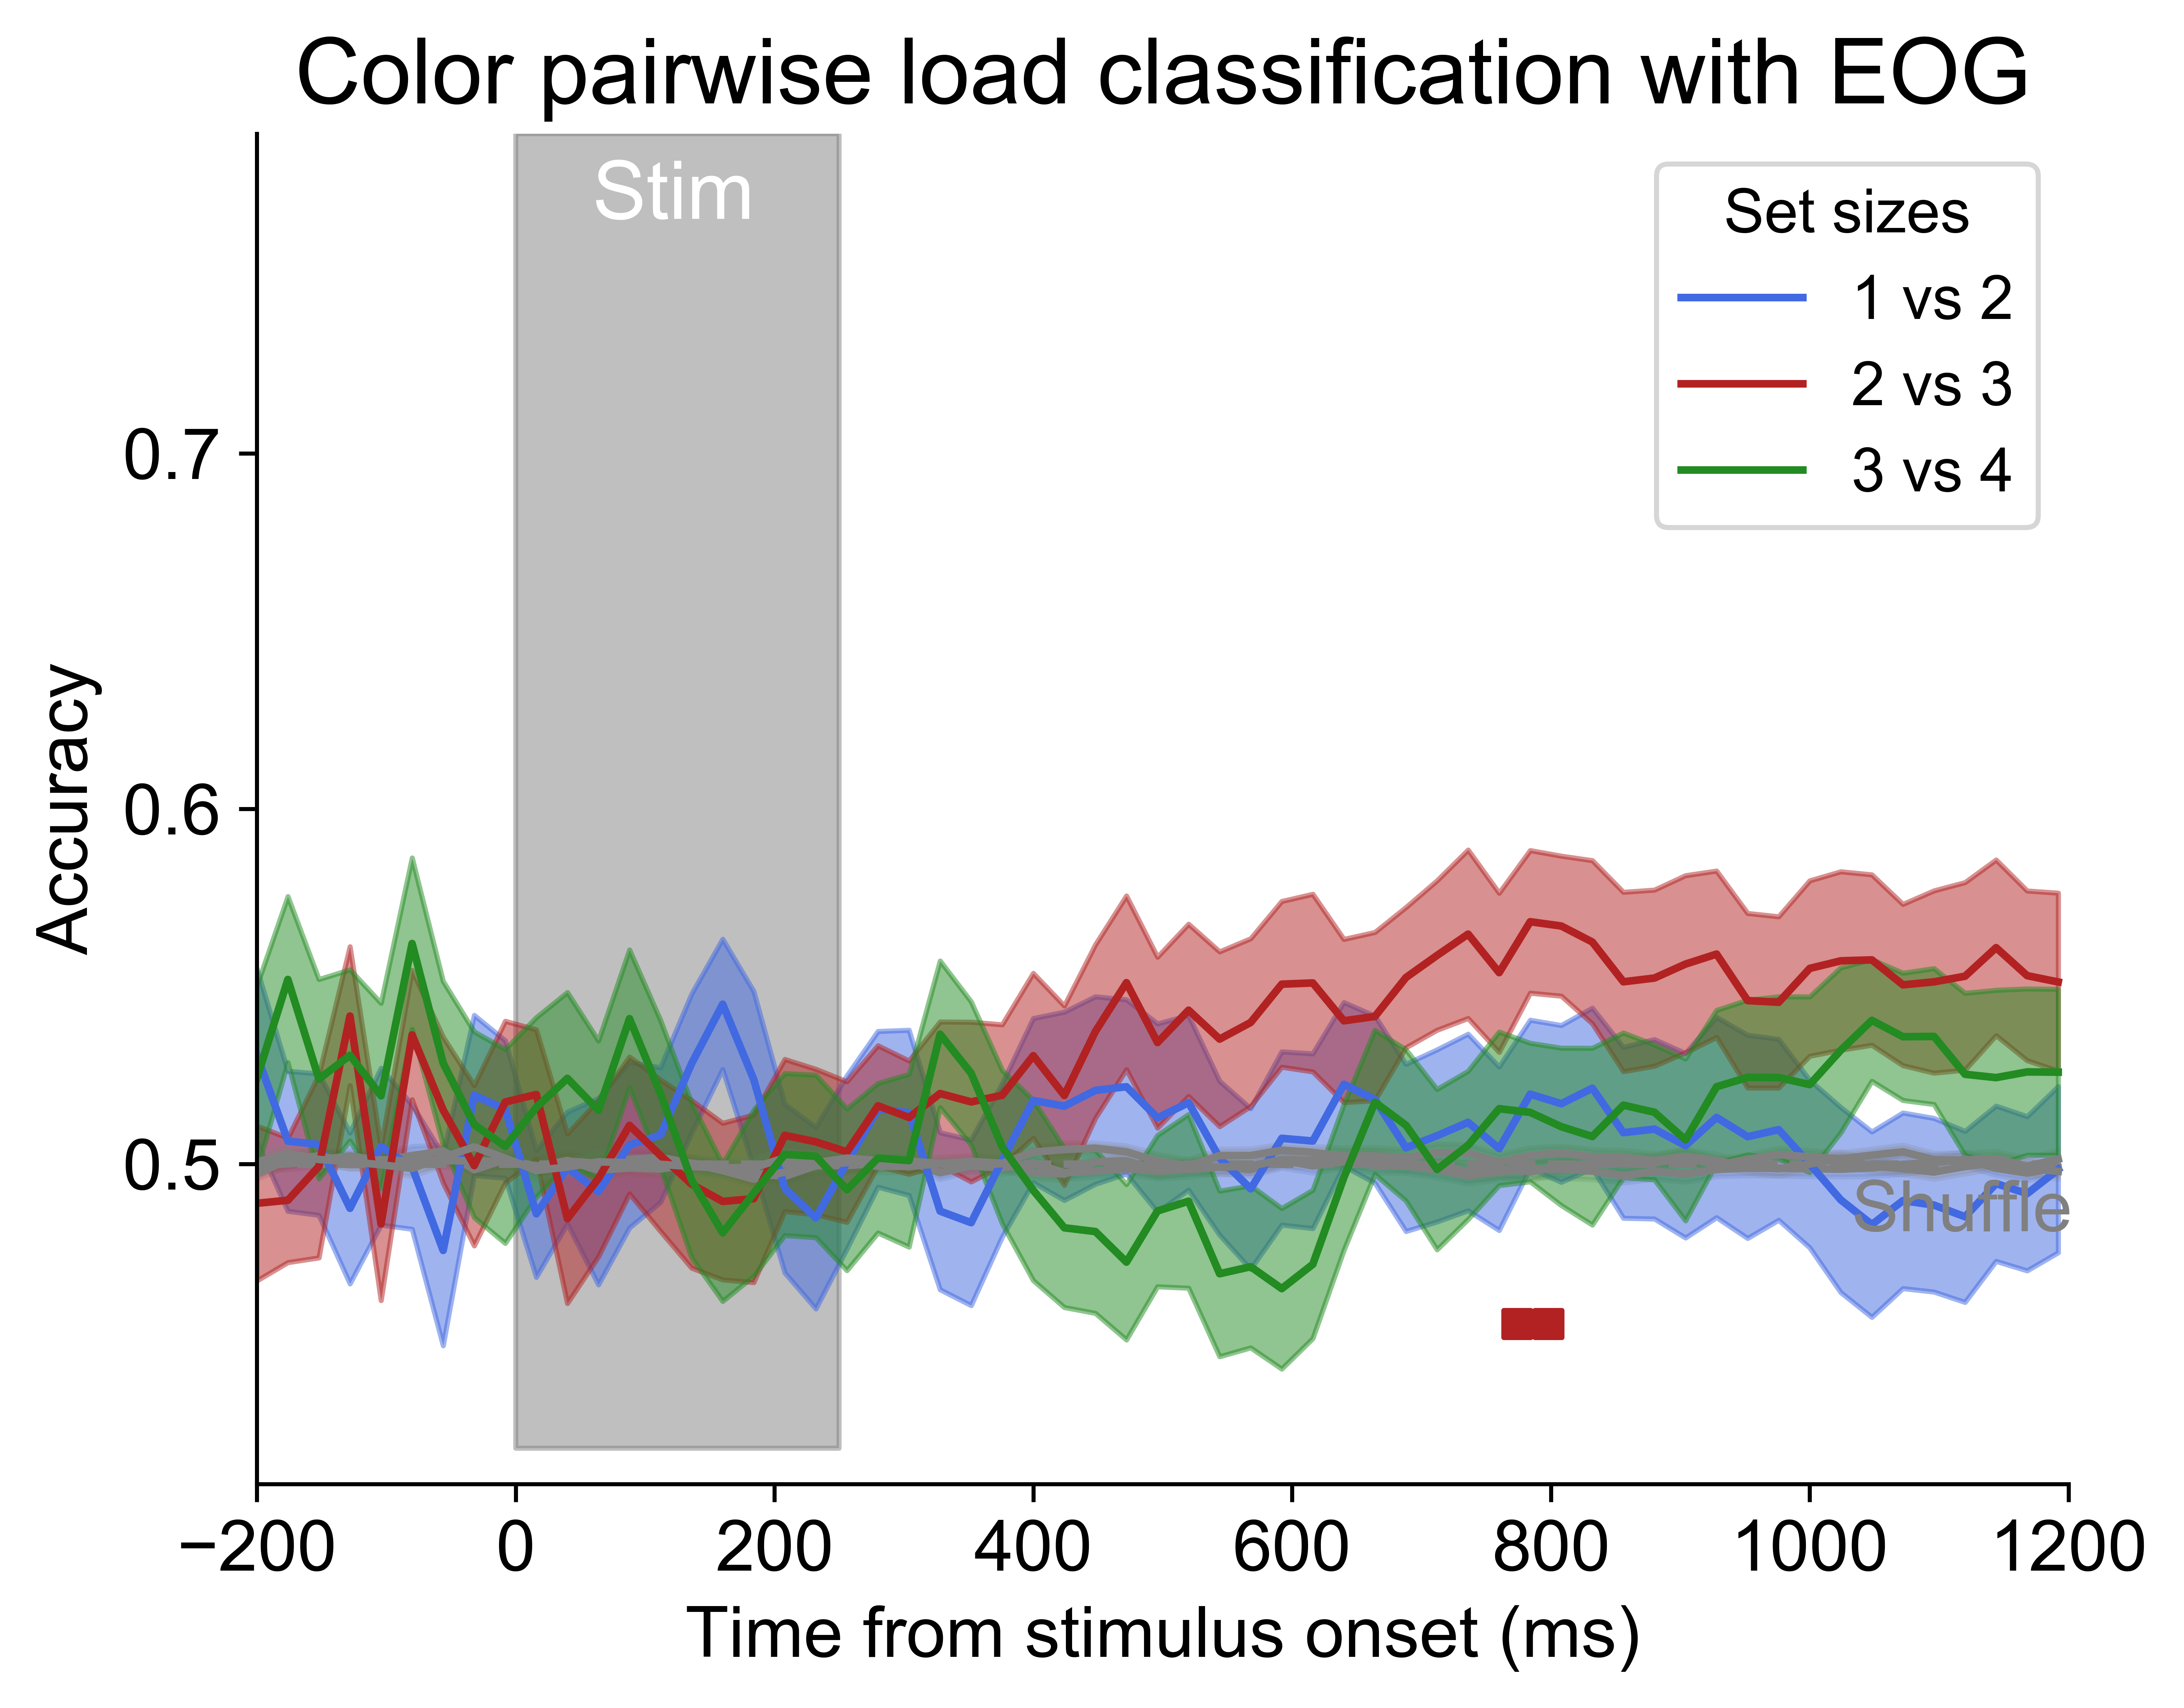 Color pairwise load classification with EOG
Stim
Set sizes
1 vs 2
2 vs 3
3 vs 4
0.7
0.6
0.5
Accuracy
Shuffle
−200 0 200 400 600 800 1000 1200
Time from stimulus onset (ms)